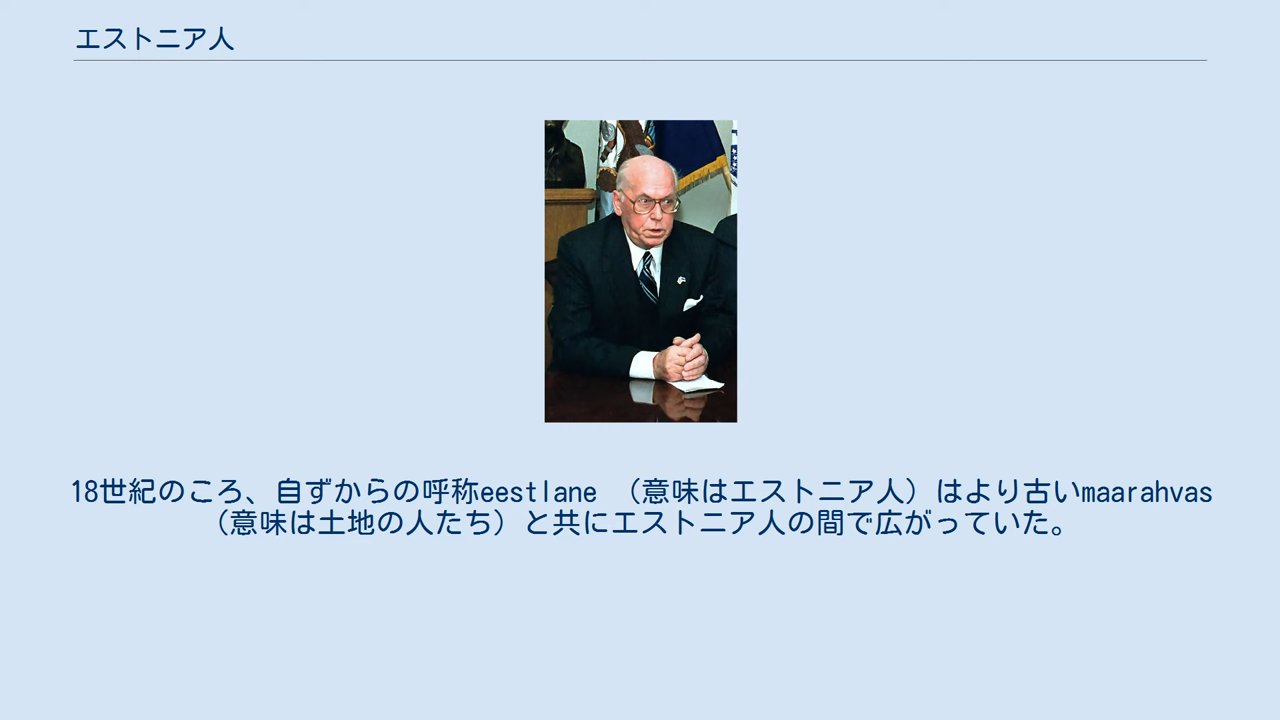 エストニア人
18世紀のころ、自ずからの呼称eestlane （意味はエストニア人）はより古いmaarahvas
（意味は土地の人たち）と共にエストニア人の間で広がっていた。